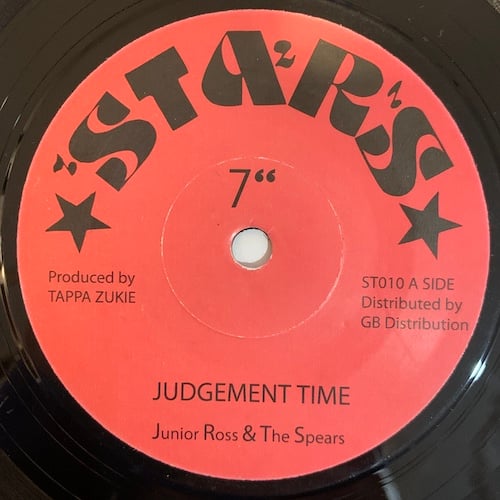 STARS
7"
Produced by
TAPPA ZUKIE
ST010 A SIDE
Distributed by
GB Distribution
JUDGEMENT TIME
Junior Ross & The Spears